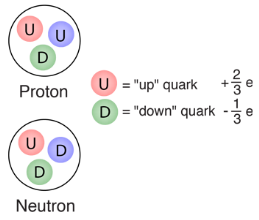 U U
D
Proton
U = "up" quark +2/3 e
D = "down" quark -1/3 e
U D
D
Neutron